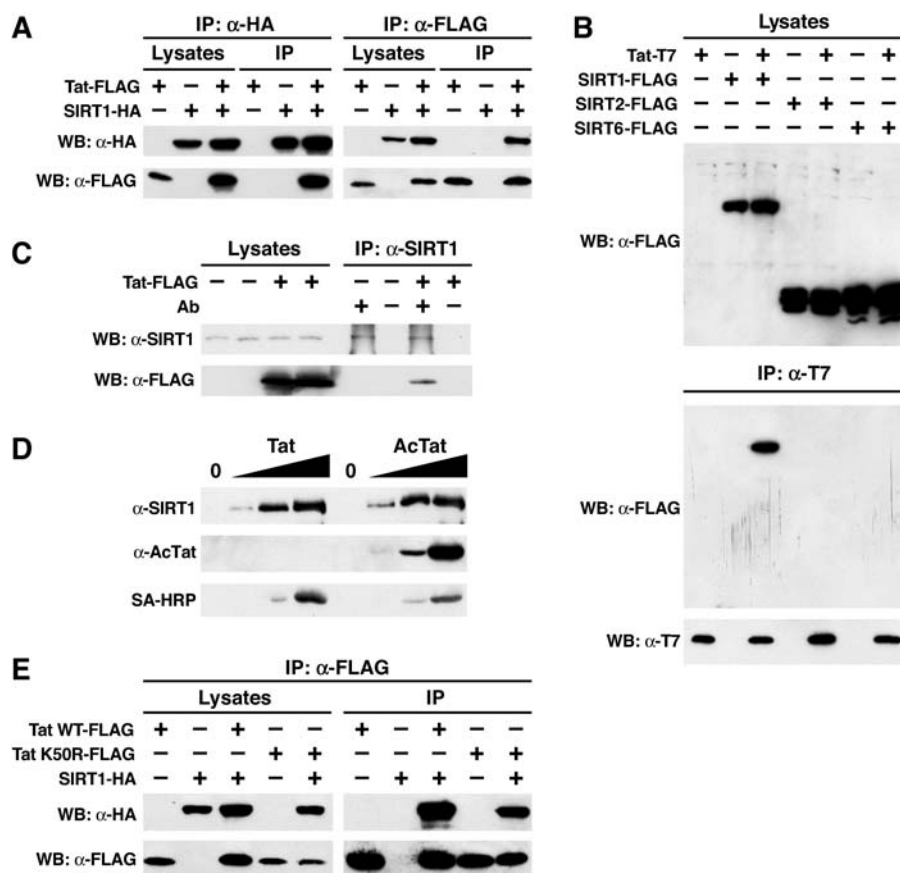 A
IP: α-HA IP: α-FLAG
Lysates IP Lysates IP
Tat-FLAG + − + + − + + − + + − +
SIRT1-HA − + + − + + − + + − + +
WB: α-HA
WB: α-FLAG
B
Lysates
Tat-T7 + − + − + − +
SIRT1-FLAG − + + − − − −
SIRT2-FLAG − − − + + − −
SIRT6-FLAG − − − − − + +
WB: α-FLAG
IP: α-T7
WB: α-FLAG
WB: α-T7
C
Lysates IP: α-SIRT1
Tat-FLAG − − + + − − + +
Ab + − + −
WB: α-SIRT1
WB: α-FLAG
D
Tat AcTat
0 0
α-SIRT1
α-AcTat
SA-HRP
E
IP: α-FLAG
Lysates IP
Tat WT-FLAG + − + − − + − + − −
Tat K50R-FLAG − − − + + − − − + +
SIRT1-HA − + + − + − + + − +
WB: α-HA
WB: α-FLAG